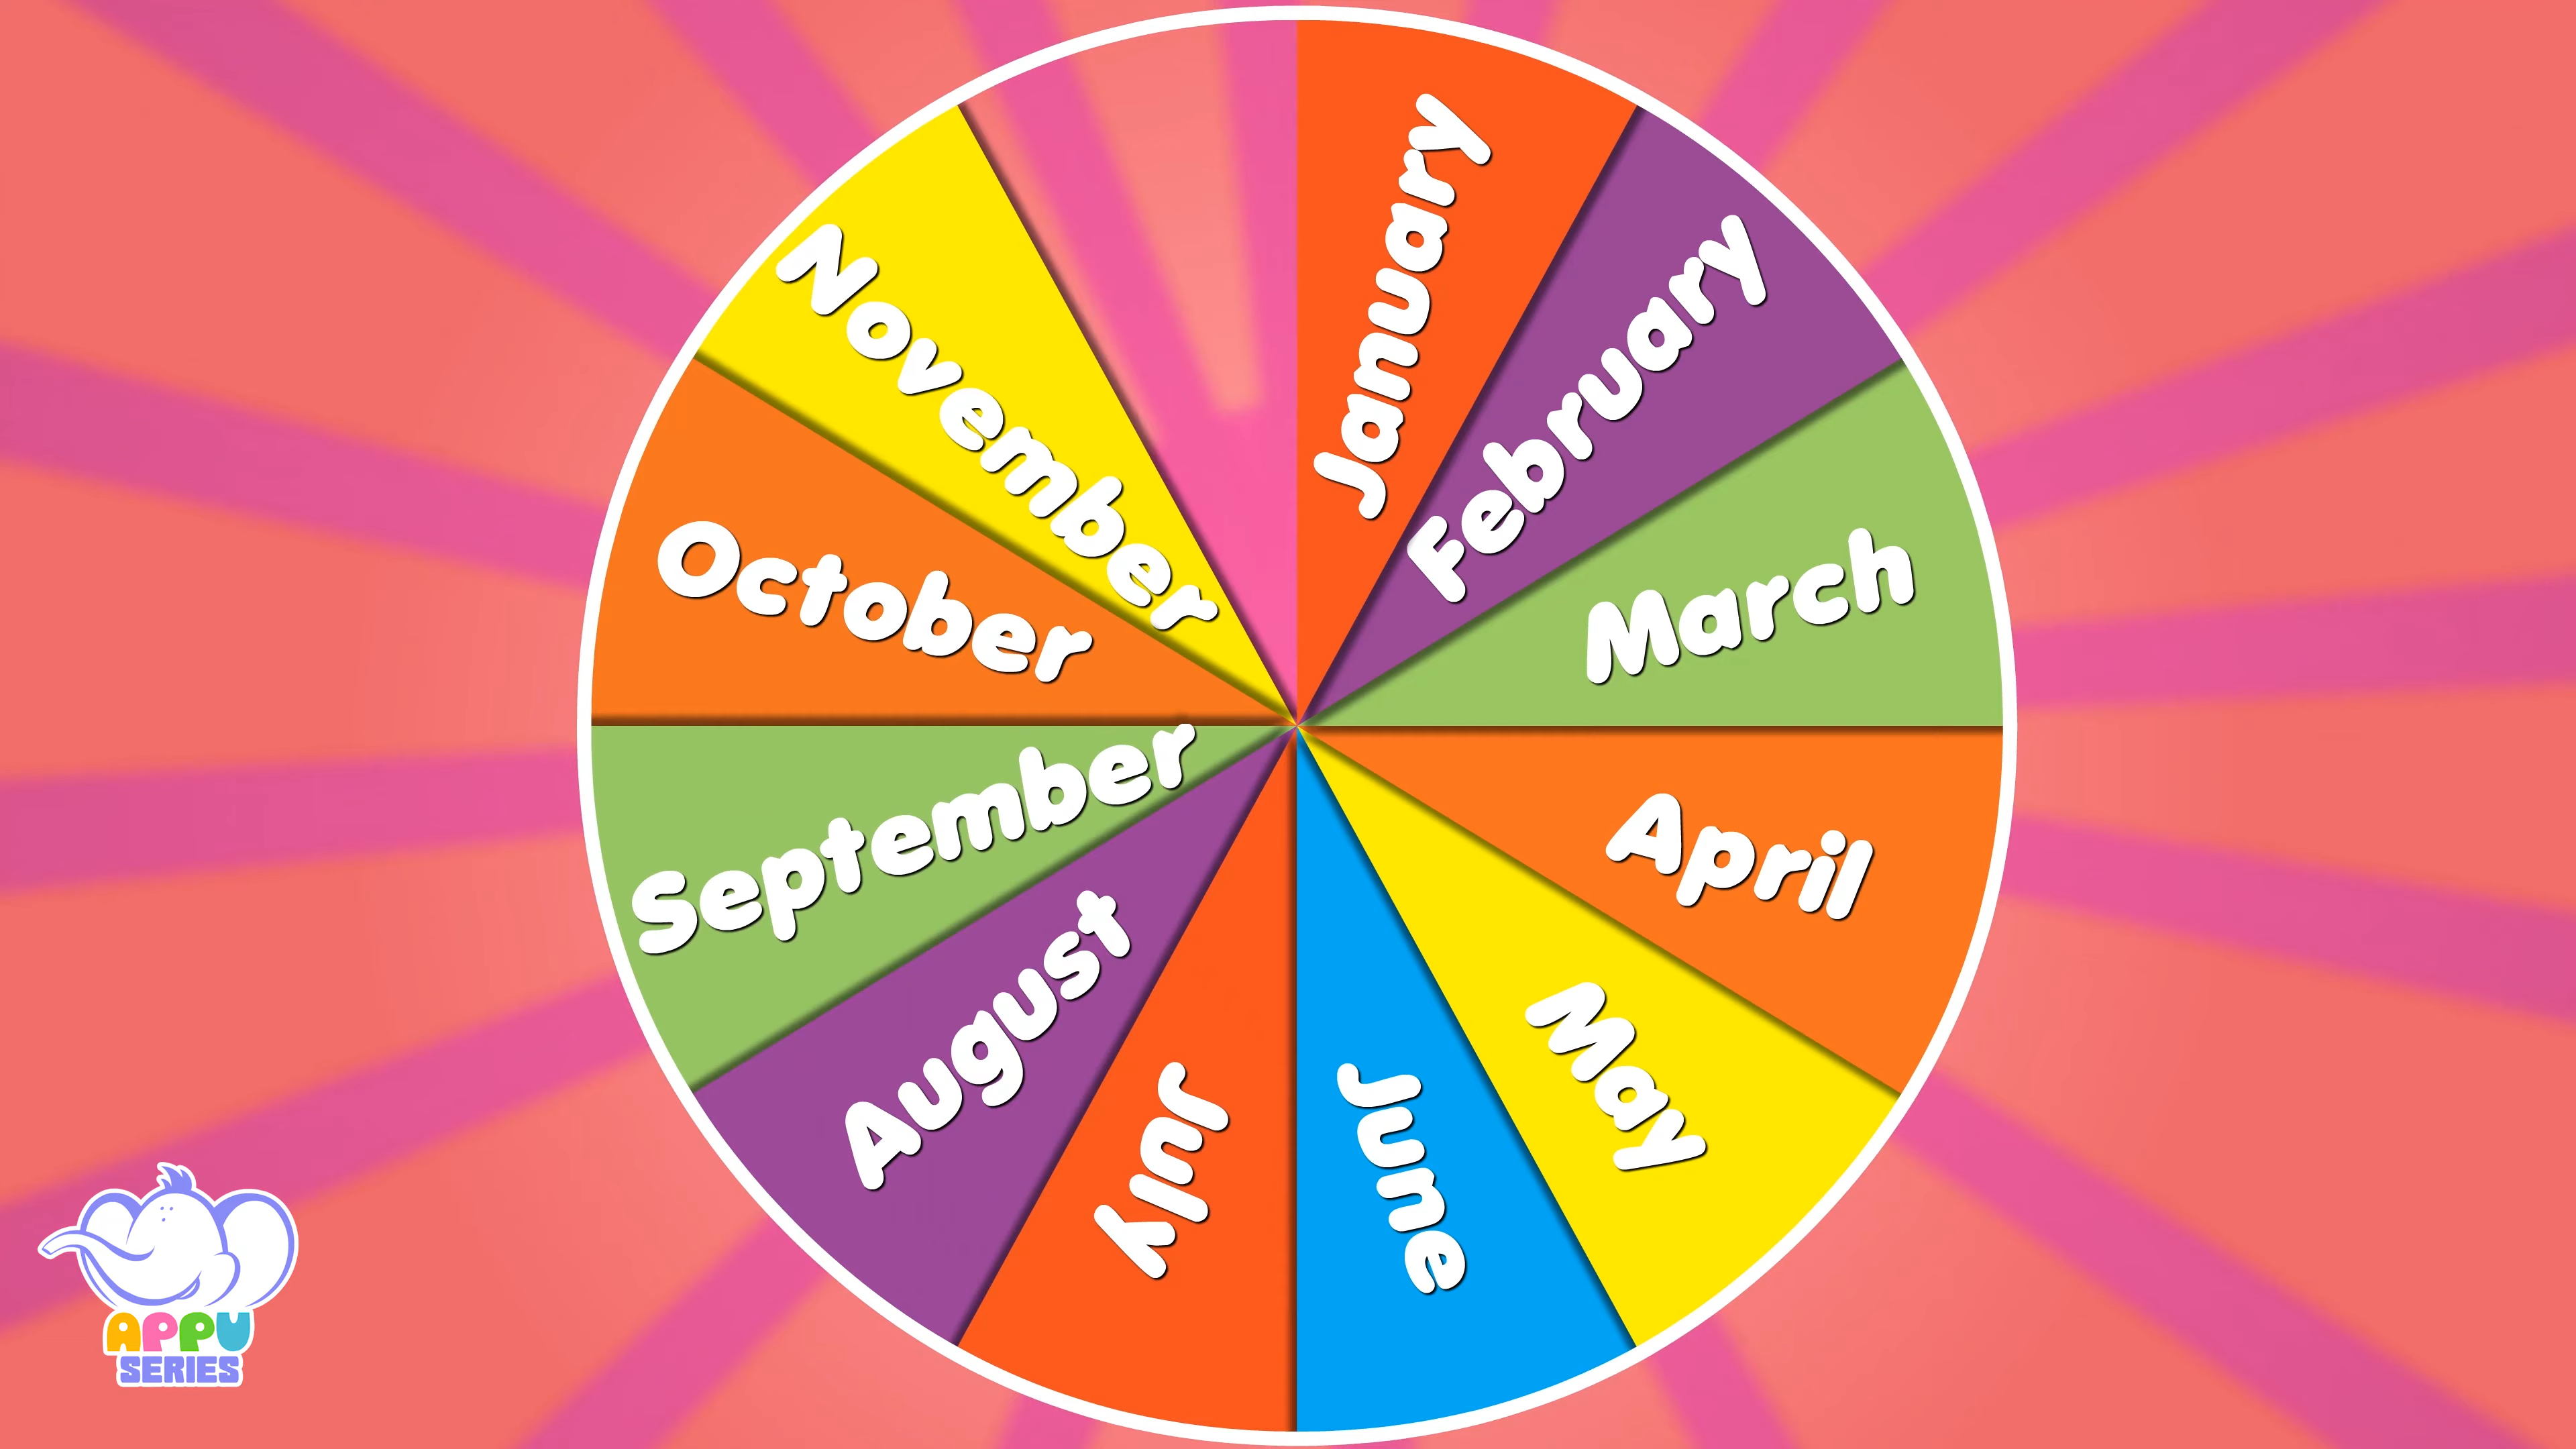 January
February
March
April
May
June
July
August
September
October
November
APPU
SERIES